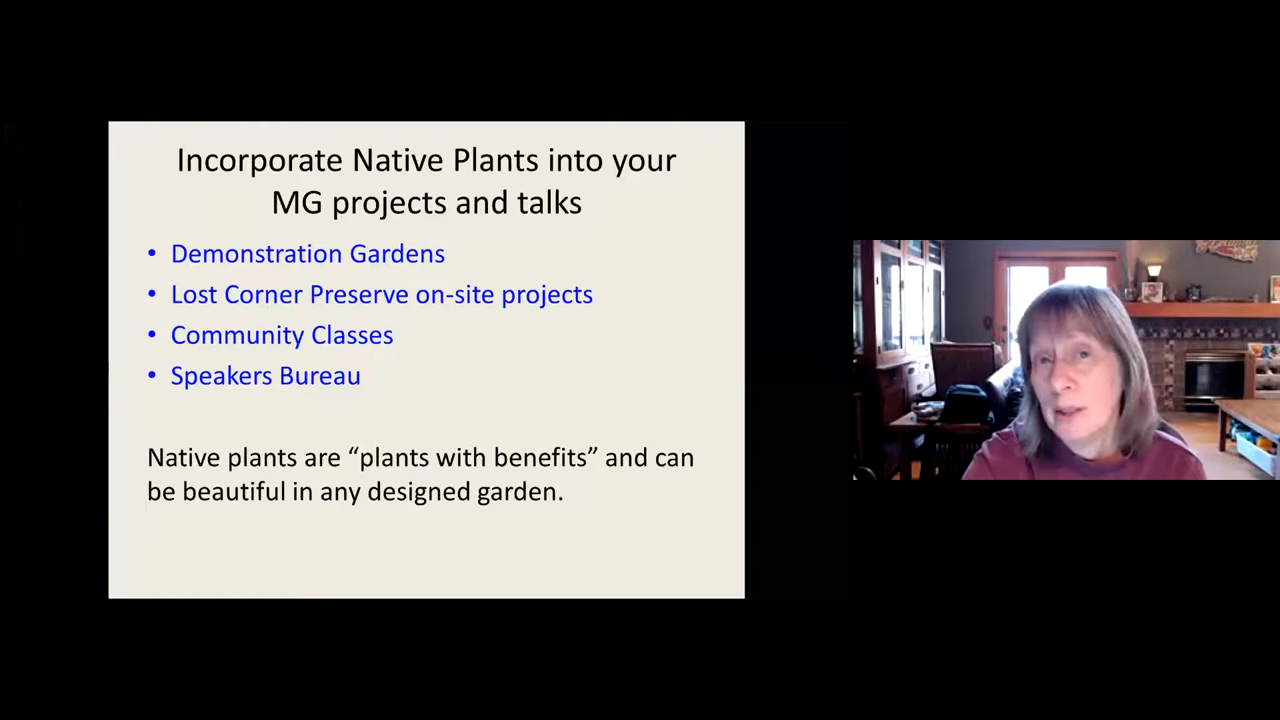 Incorporate Native Plants into your
MG projects and talks
• Demonstration Gardens
• Lost Corner Preserve on-site projects
• Community Classes
• Speakers Bureau
Native plants are “plants with benefits” and can
be beautiful in any designed garden.